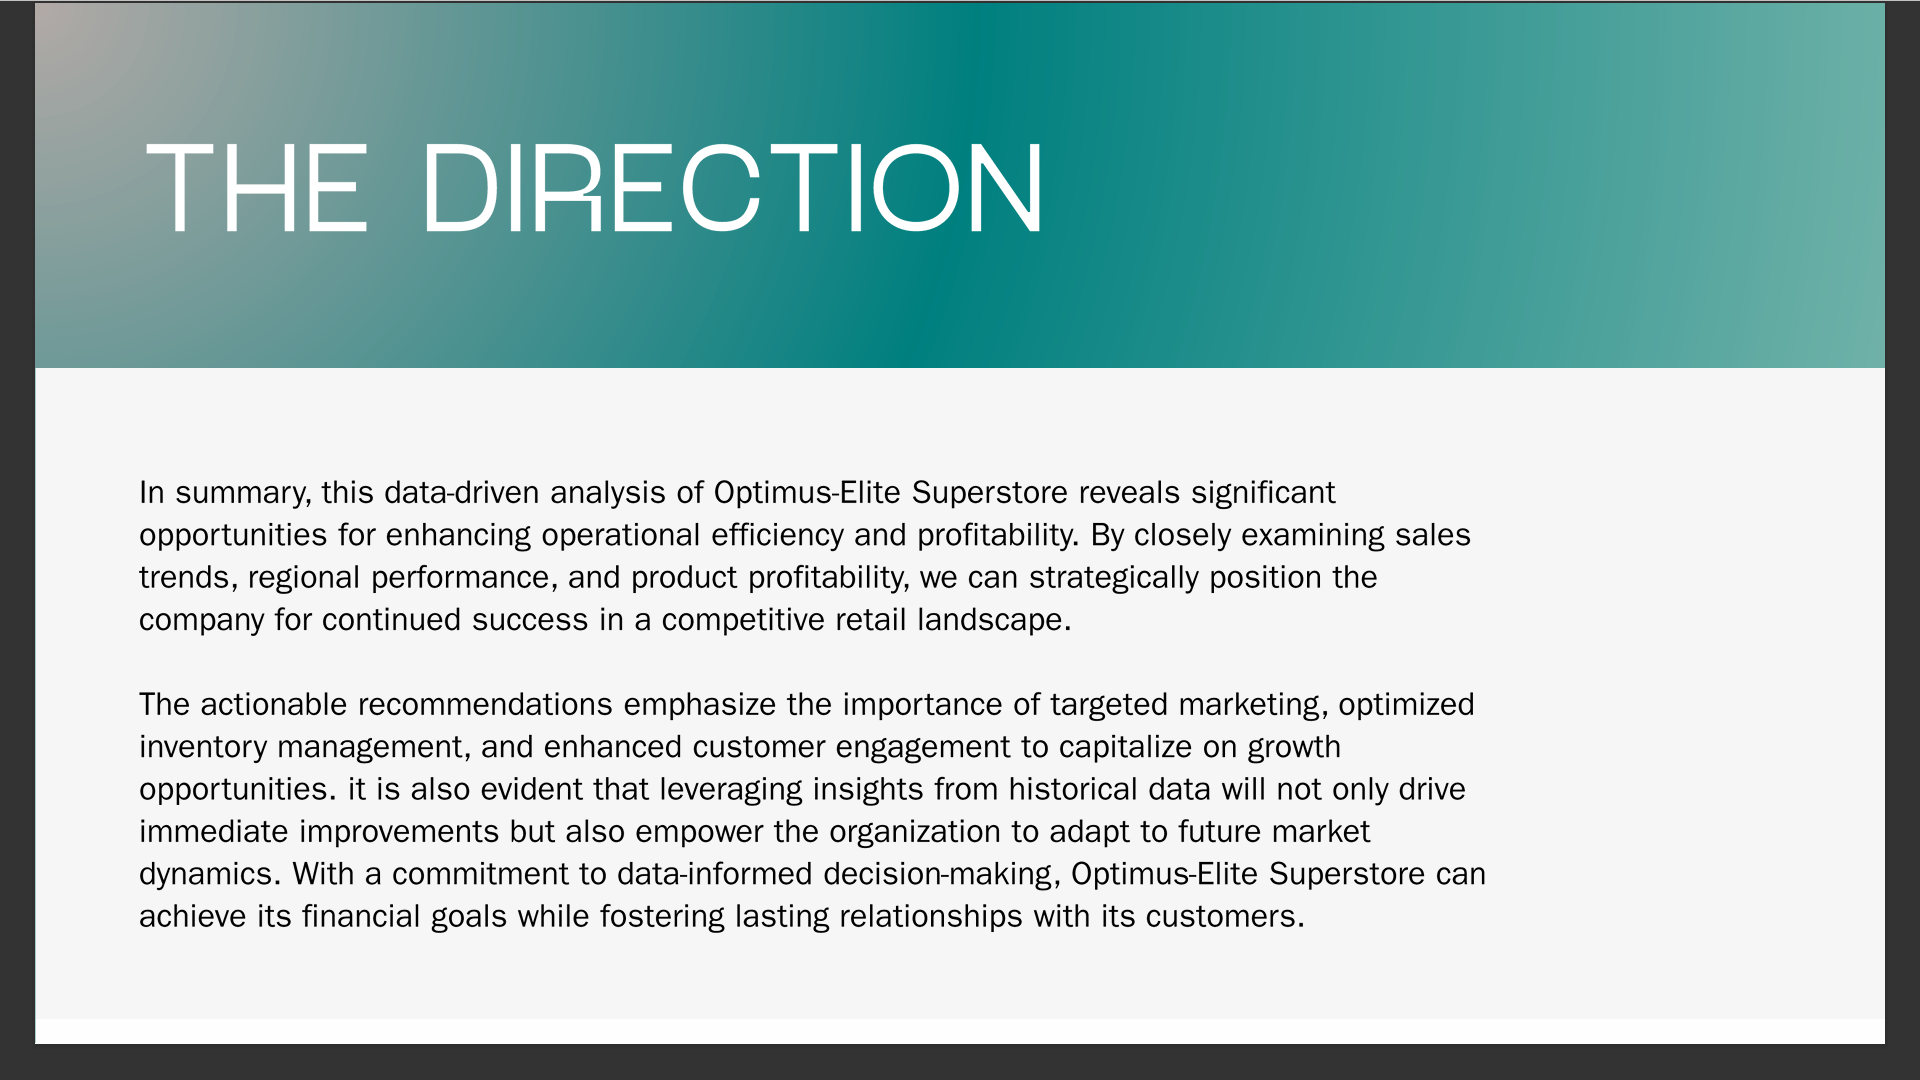 THE DIRECTION
In summary, this data-driven analysis of Optimus-Elite Superstore reveals significant
opportunities for enhancing operational efficiency and profitability. By closely examining sales
trends, regional performance, and product profitability, we can strategically position the
company for continued success in a competitive retail landscape.
The actionable recommendations emphasize the importance of targeted marketing, optimized
inventory management, and enhanced customer engagement to capitalize on growth
opportunities. it is also evident that leveraging insights from historical data will not only drive
immediate improvements but also empower the organization to adapt to future market
dynamics. With a commitment to data-informed decision-making, Optimus-Elite Superstore can
achieve its financial goals while fostering lasting relationships with its customers.